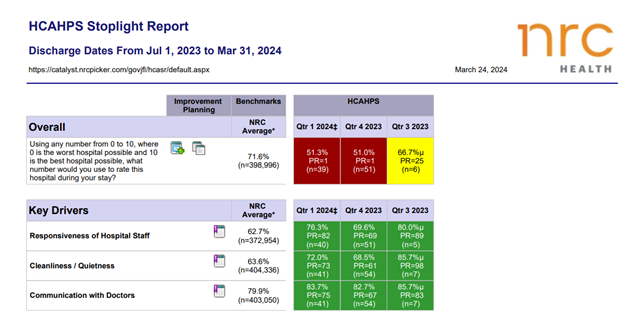 HCAHPS Stoplight Report
nrc
HEALTH
Discharge Dates From Jul 1, 2023 to Mar 31, 2024
https://catalyst.nrcpicker.com/govjfl/hcasr/default.aspx
March 24, 2024
Improvement Planning
Benchmarks
HCAHPS
Overall
NRC Average*
Qtr 1 2024‡
Qtr 4 2023
Qtr 3 2023
Using any number from 0 to 10, where
0 is the worst hospital possible and 10
is the best hospital possible, what
number would you use to rate this
hospital during your stay?
71.6%
(n=398,996)
51.3%
PR=1
(n=39)
51.0%
PR=1
(n=51)
66.7%µ
PR=25
(n=6)
Key Drivers
NRC Average*
Qtr 1 2024‡
Qtr 4 2023
Qtr 3 2023
Responsiveness of Hospital Staff
62.7%
(n=372,954)
76.3%
PR=82
(n=40)
69.6%
PR=69
(n=51)
80.0%µ
PR=89
(n=5)
Cleanliness / Quietness
63.6%
(n=404,336)
72.0%
PR=73
(n=41)
68.5%
PR=61
(n=54)
85.7%µ
PR=98
(n=7)
Communication with Doctors
79.9%
(n=403,050)
83.7%
PR=75
(n=41)
82.7%
PR=67
(n=54)
85.7%µ
PR=83
(n=7)